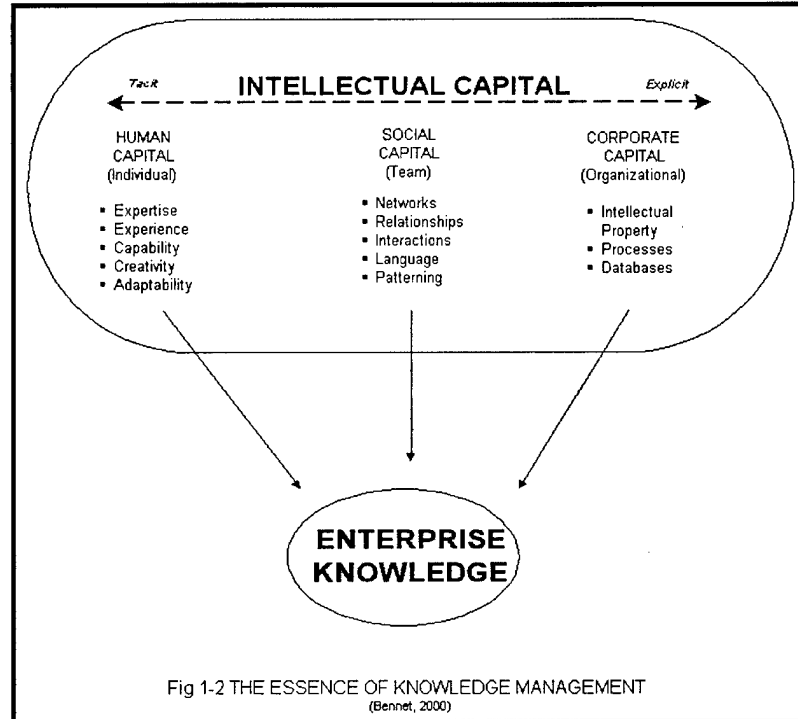 Tacit INTELLECTUAL CAPITAL Explicit
HUMAN
CAPITAL
(Individual)
▪ Expertise
▪ Experience
▪ Capability
▪ Creativity
▪ Adaptability
SOCIAL
CAPITAL
(Team)
▪ Networks
▪ Relationships
▪ Interactions
▪ Language
▪ Patterning
CORPORATE
CAPITAL
(Organizational)
▪ Intellectual
Property
▪ Processes
▪ Databases
ENTERPRISE
KNOWLEDGE
Fig 1-2 THE ESSENCE OF KNOWLEDGE MANAGEMENT
(Bennet, 2000)